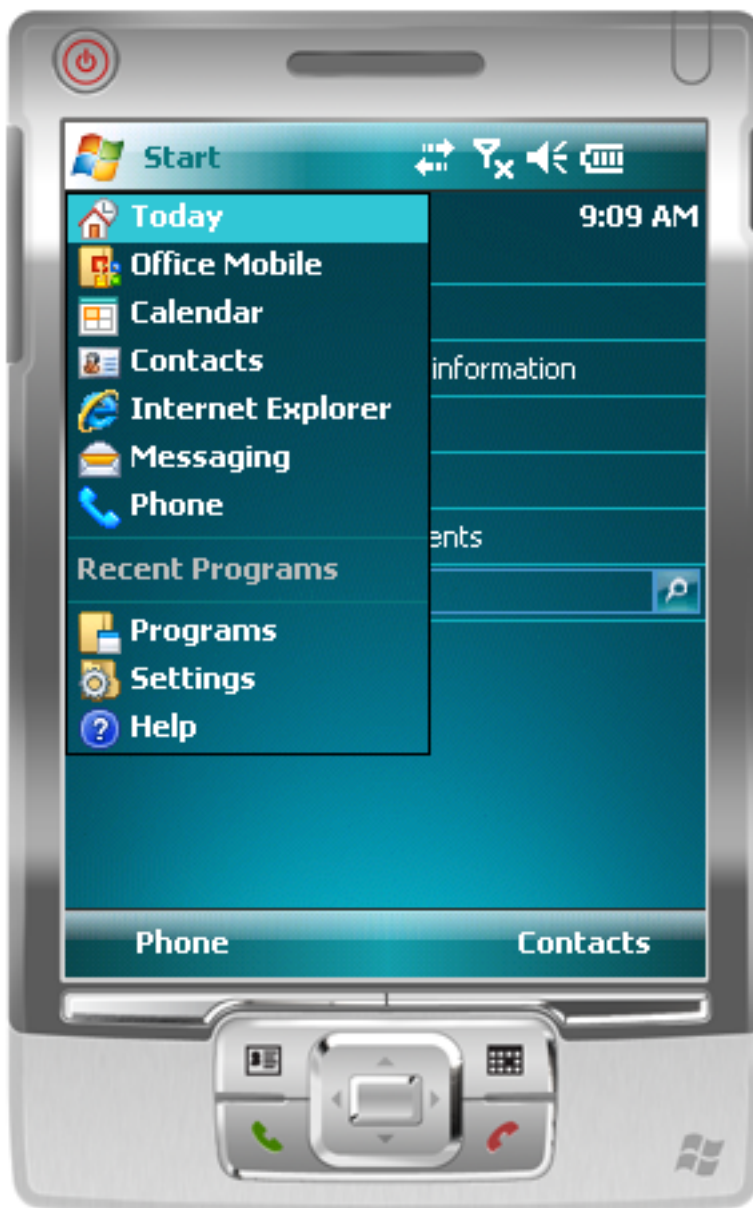 Start
Today
9:09 AM
Office Mobile
Calendar
Contacts
information
Internet Explorer
Messaging
Phone
ents
Recent Programs
Programs
Settings
Help
Phone
Contacts